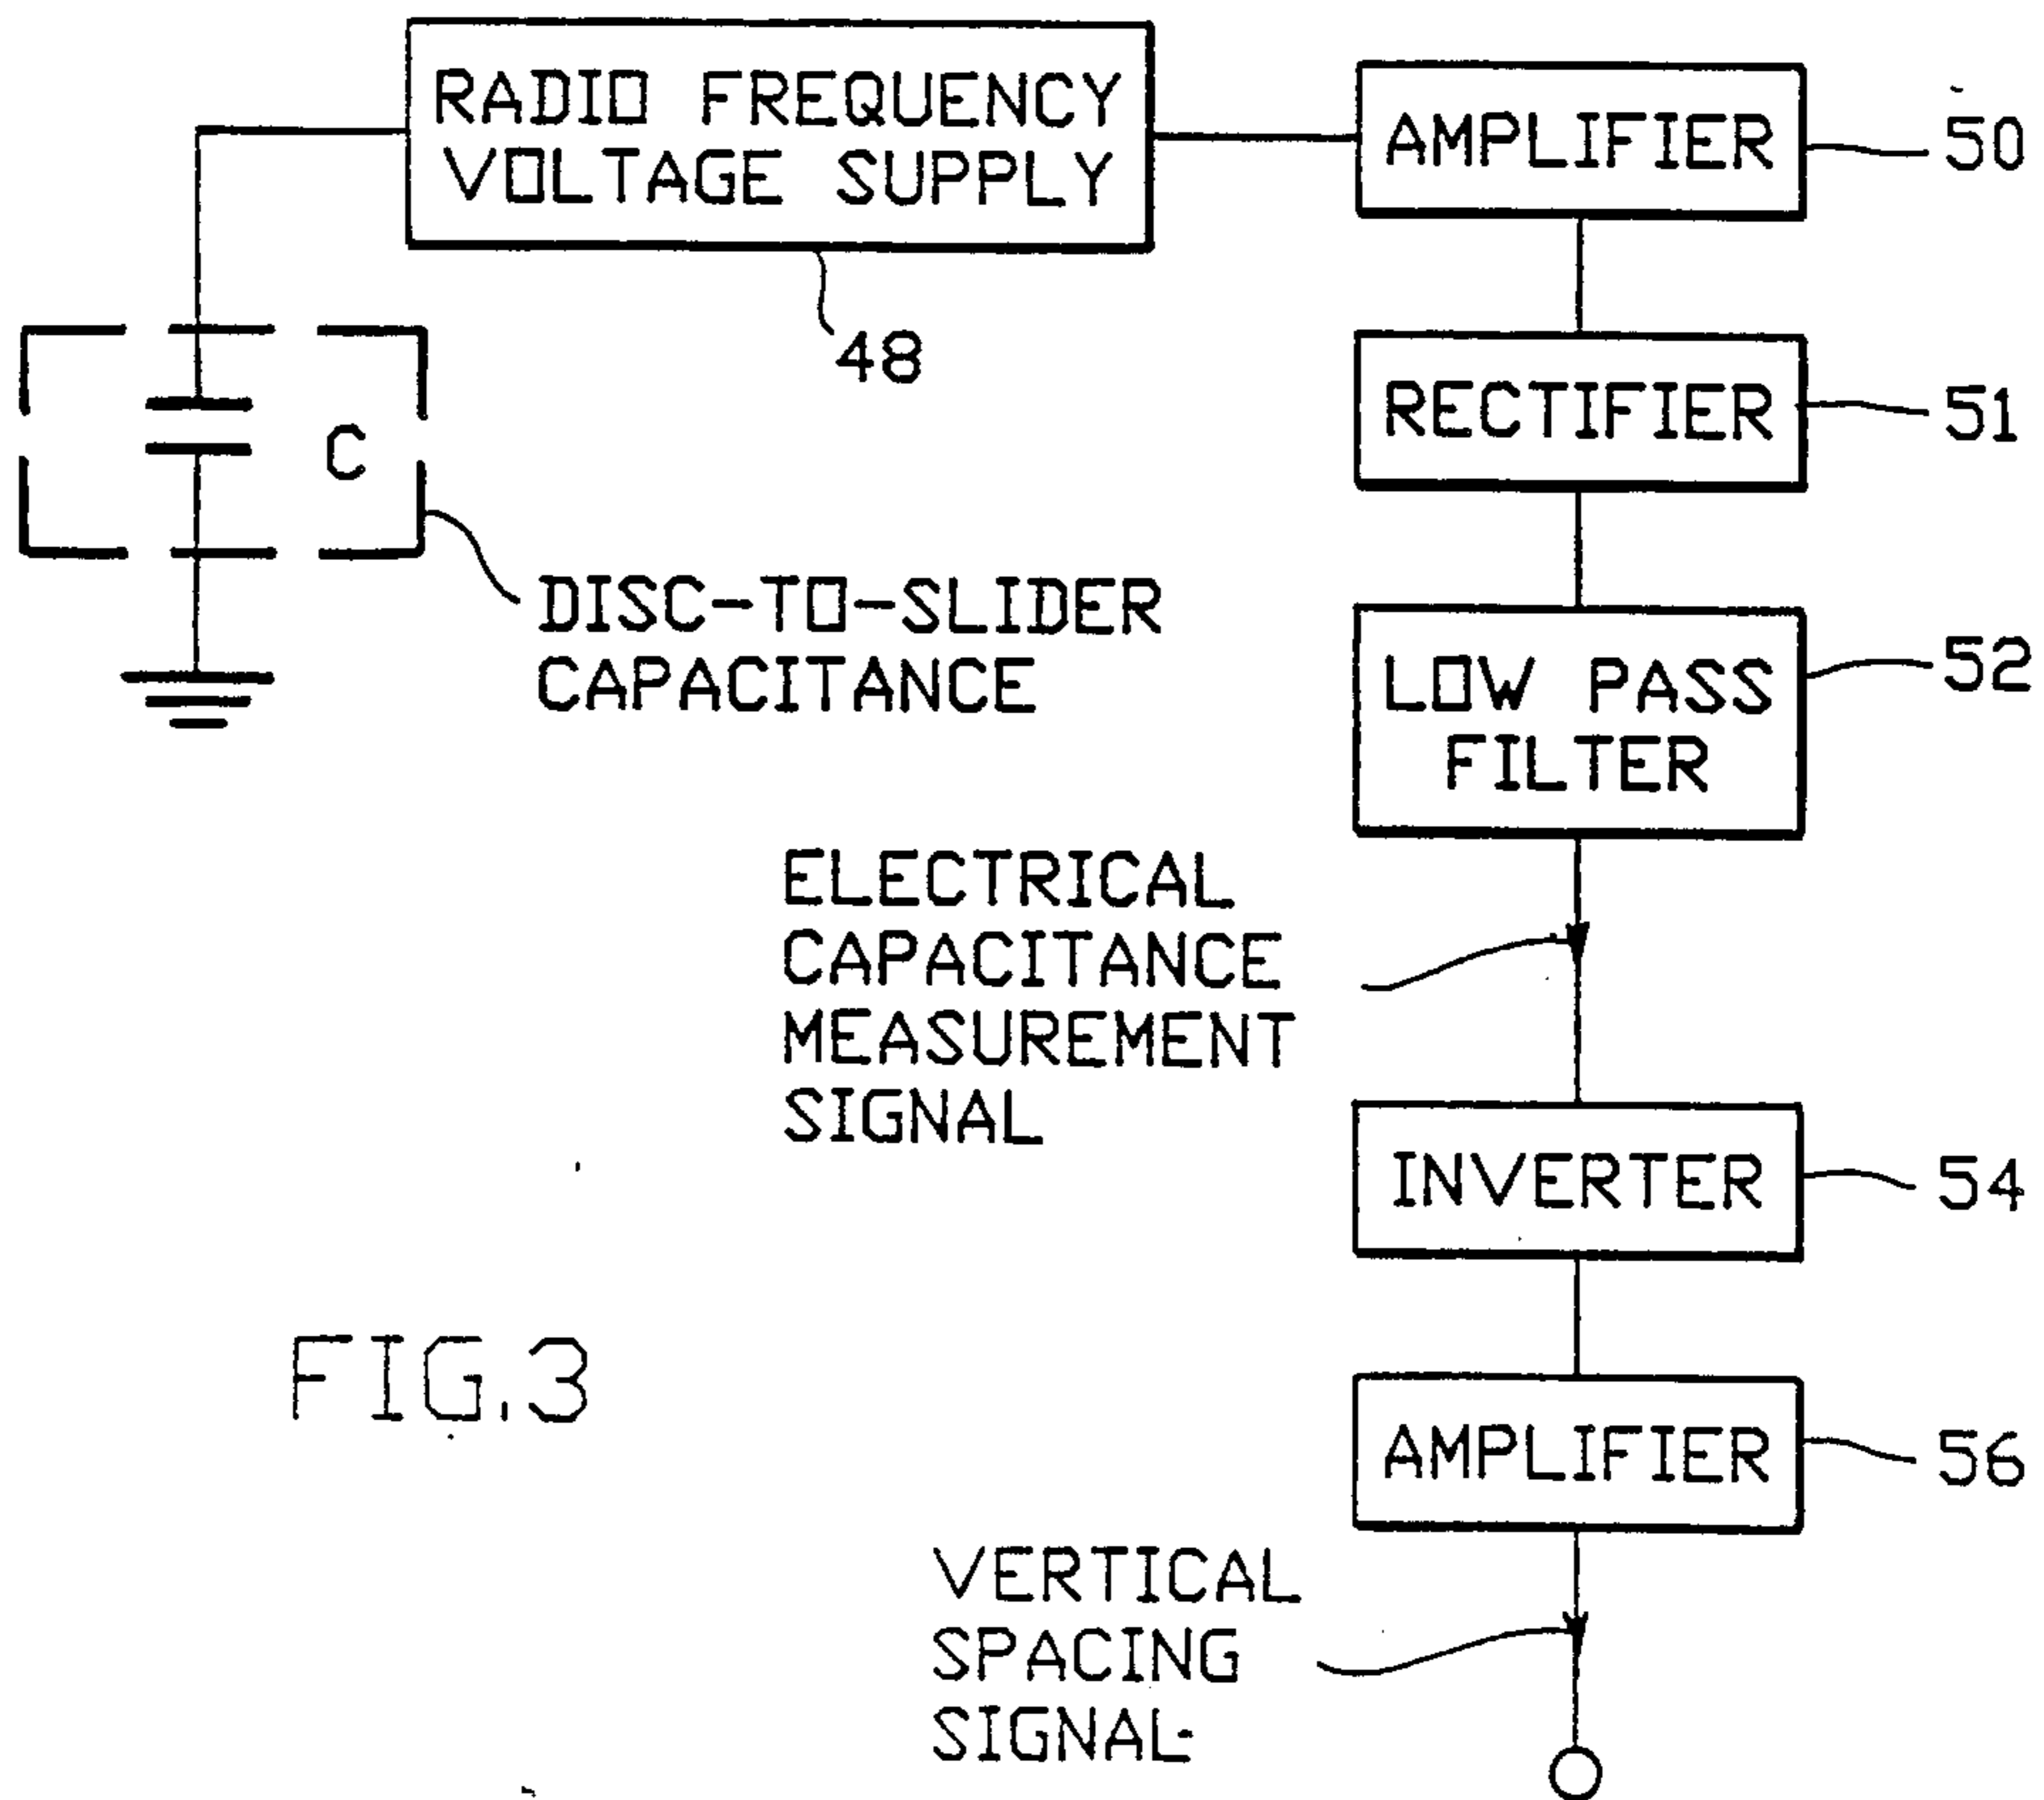 RADIO FREQUENCY
VOLTAGE SUPPLY
48
AMPLIFIER
50
RECTIFIER
51
C
DISC-TO-SLIDER
CAPACITANCE
LOW PASS
FILTER
52
ELECTRICAL
CAPACITANCE
MEASUREMENT
SIGNAL
INVERTER
54
FIG.3
AMPLIFIER
56
VERTICAL
SPACING
SIGNAL